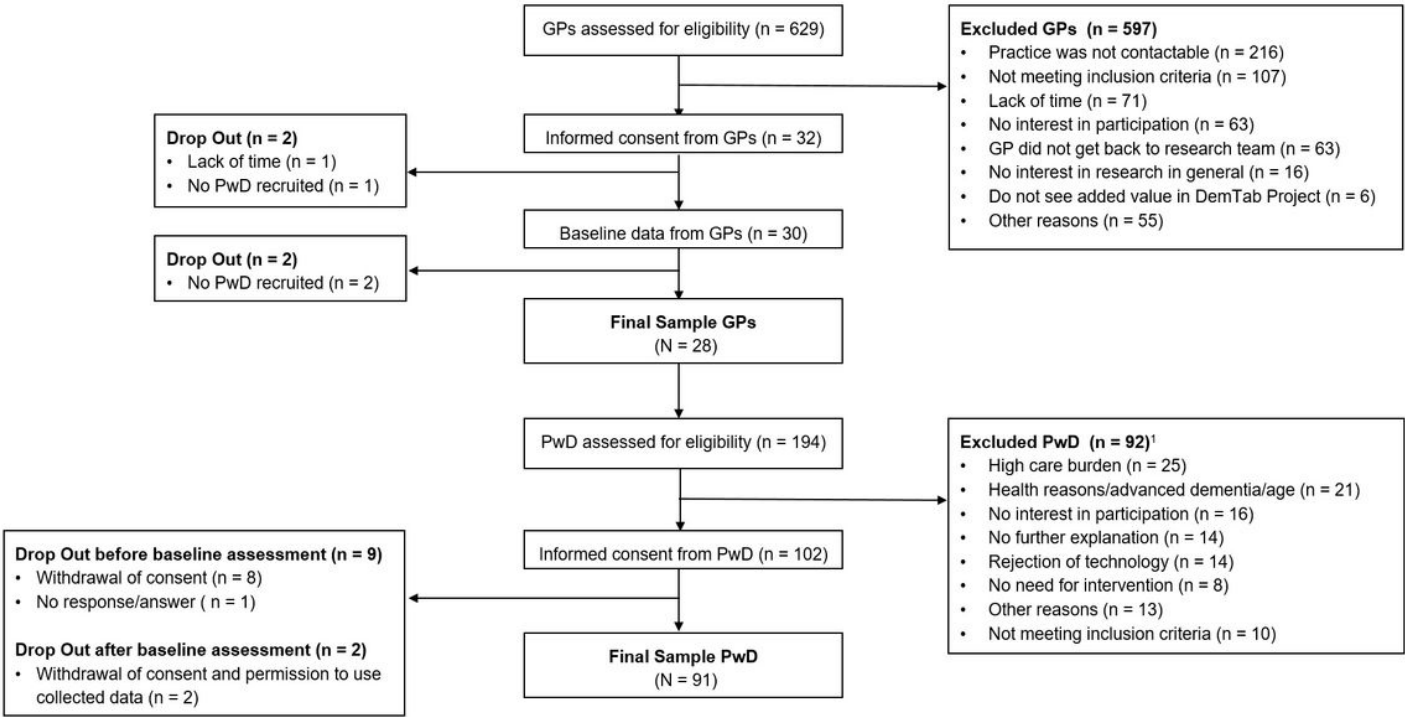 GPs assessed for eligibility (n = 629)
Excluded GPs (n = 597)
• Practice was not contactable (n = 216)
• Not meeting inclusion criteria (n = 107)
• Lack of time (n = 71)
• No interest in participation (n = 63)
• GP did not get back to research team (n = 63)
• No interest in research in general (n = 16)
• Do not see added value in DemTab Project (n = 6)
• Other reasons (n = 55)
Informed consent from GPs (n = 32)
Drop Out (n = 2)
• Lack of time (n = 1)
• No PwD recruited (n = 1)
Baseline data from GPs (n = 30)
Drop Out (n = 2)
• No PwD recruited (n = 2)
Final Sample GPs
(N = 28)
PwD assessed for eligibility (n = 194)
Excluded PwD (n = 92)¹
• High care burden (n = 25)
• Health reasons/advanced dementia/age (n = 21)
• No interest in participation (n = 16)
• No further explanation (n = 14)
• Rejection of technology (n = 14)
• No need for intervention (n = 8)
• Other reasons (n = 13)
• Not meeting inclusion criteria (n = 10)
Informed consent from PwD (n = 102)
Drop Out before baseline assessment (n = 9)
• Withdrawal of consent (n = 8)
• No response/answer ( n = 1)
Drop Out after baseline assessment (n = 2)
• Withdrawal of consent and permission to use
collected data (n = 2)
Final Sample PwD
(N = 91)